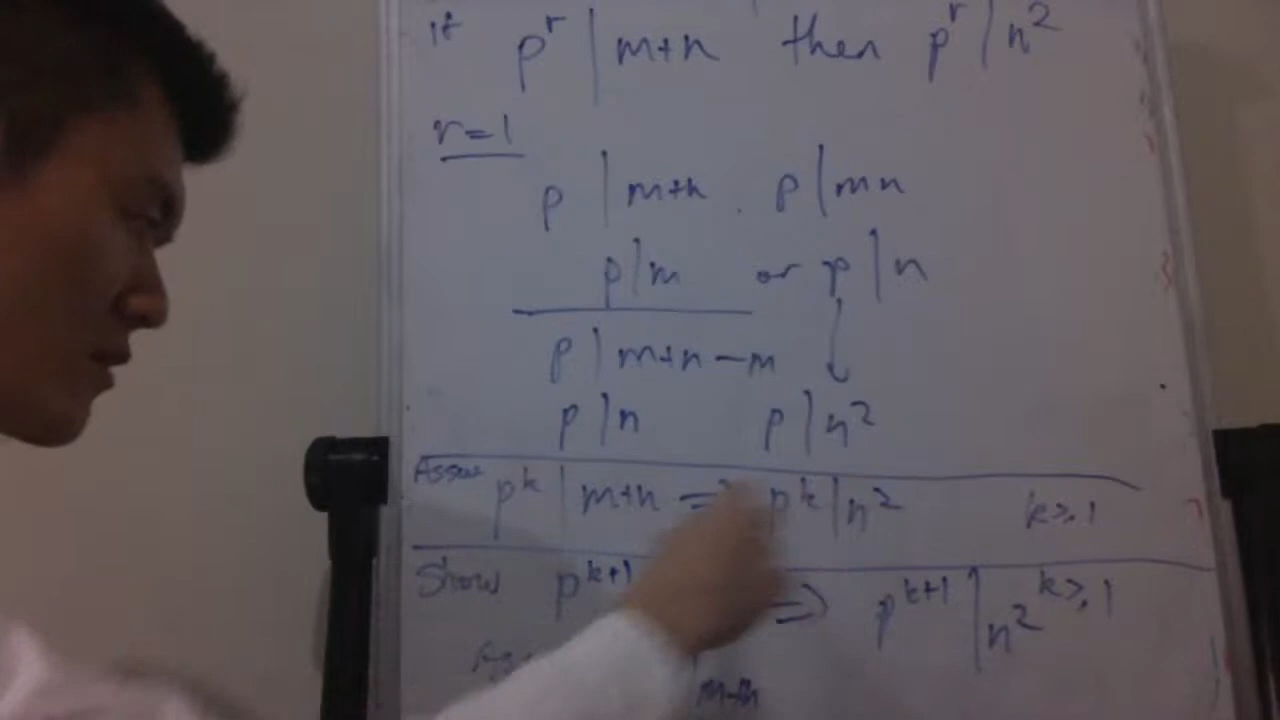 If p^r | m+n then p^r | n^2
r=1
p | m+n . p | mn
p | m or p | n
p | m+n-m
p | n p | n^2
Assume p^k | m+n => p^k | n^2 k≥1
Show p^k+1 => p^k+1 | n^2 k≥1
m+n